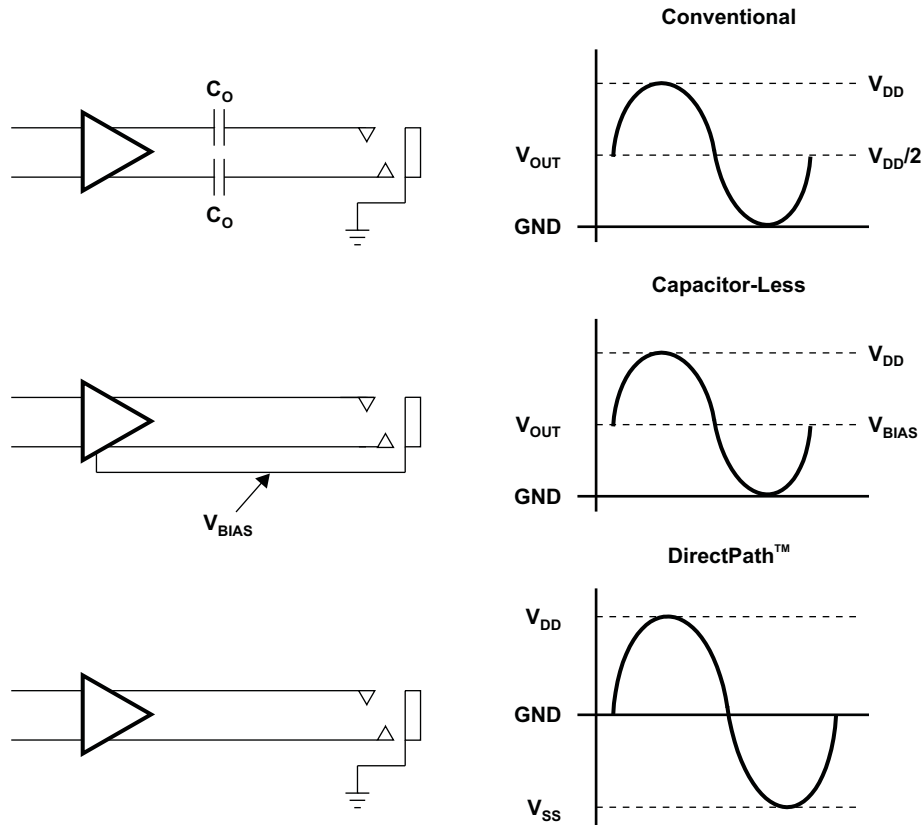 Conventional
C_O
C_O
V_DD
V_OUT
V_DD/2
GND
Capacitor-Less
V_DD
V_OUT
V_BIAS
GND
V_BIAS
DirectPath™
V_DD
GND
V_SS